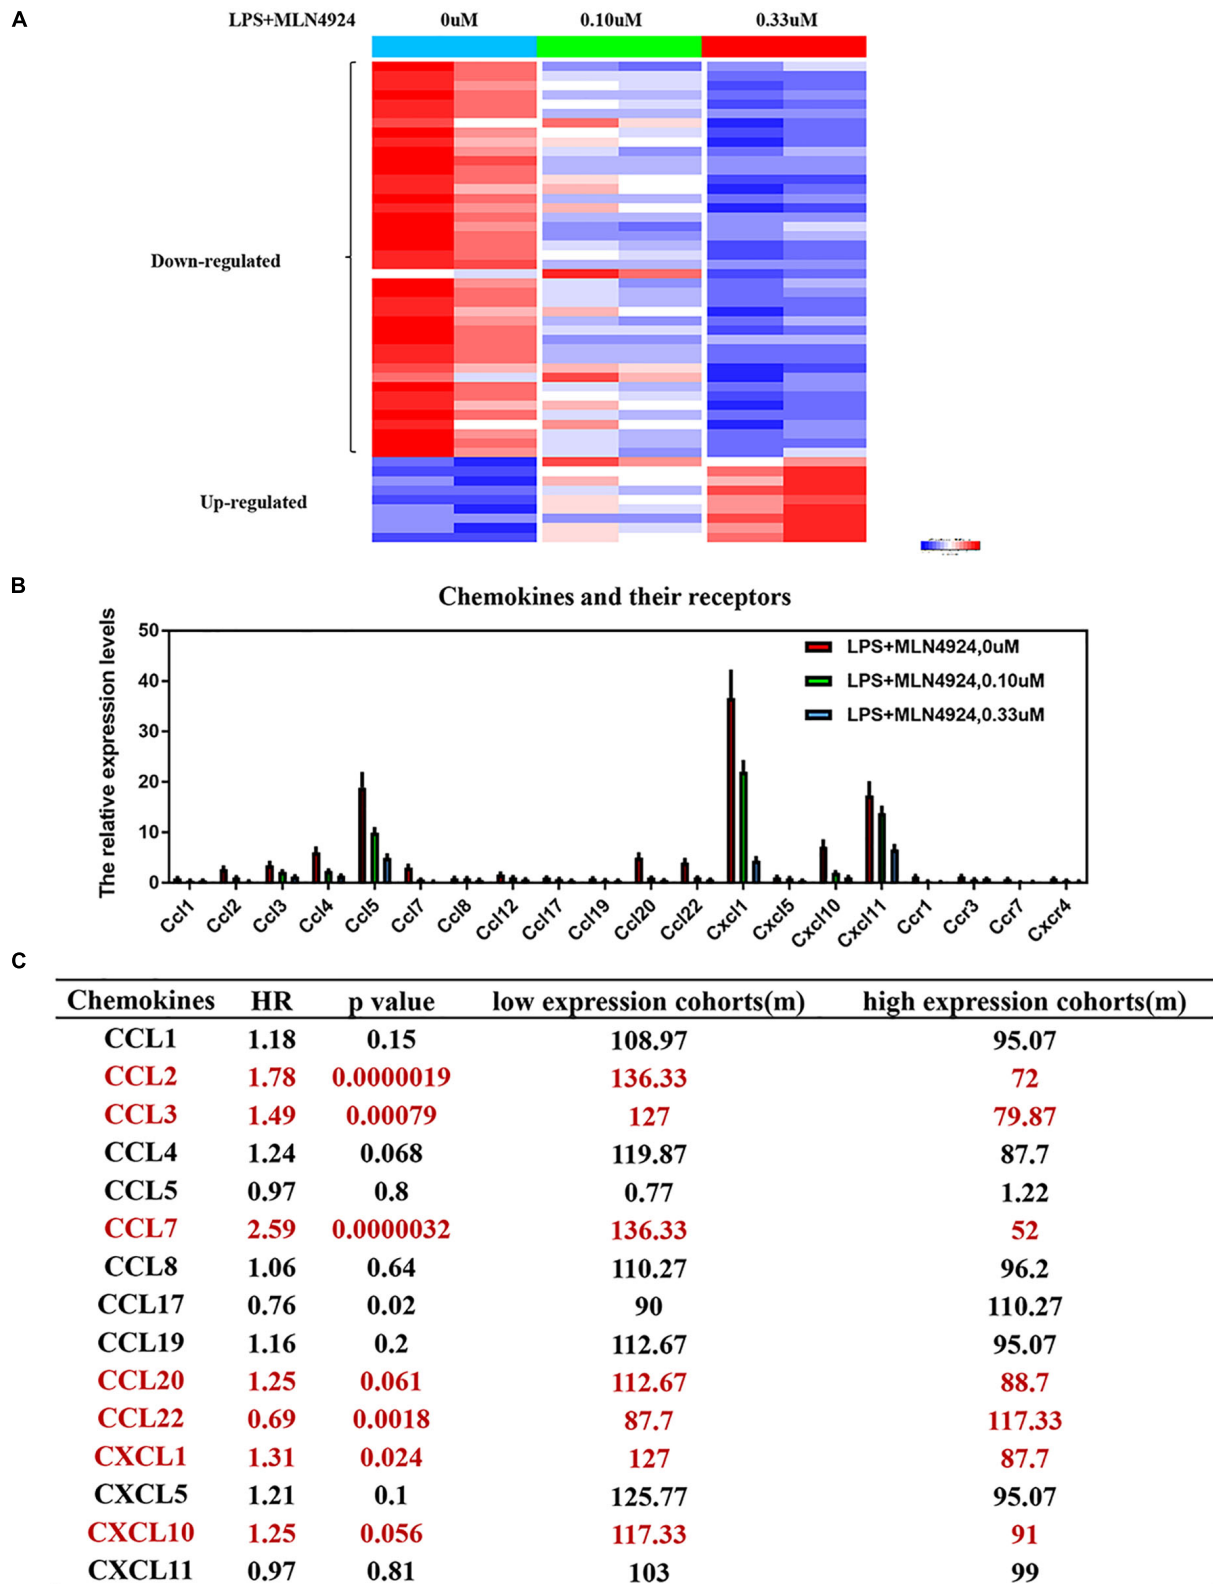 A
LPS+MLN4924 0uM 0.10uM 0.33uM
Down-regulated
Up-regulated
B
Chemokines and their receptors
The relative expression levels
50
40
30
20
10
0
LPS+MLN4924,0uM
LPS+MLN4924,0.10uM
LPS+MLN4924,0.33uM
Ccl1 Ccl2 Ccl3 Ccl4 Ccl5 Ccl7 Ccl8 Ccl12 Ccl17 Ccl19 Ccl20 Ccl22 Cxcl1 Cxcl5 Cxcl10 Cxcl11 Ccr1 Ccr3 Ccr7 Cxcr4
C
Chemokines HR p value low expression cohorts(m) high expression cohorts(m)
CCL1 1.18 0.15 108.97 95.07
CCL2 1.78 0.0000019 136.33 72
CCL3 1.49 0.00079 127 79.87
CCL4 1.24 0.068 119.87 87.7
CCL5 0.97 0.8 0.77 1.22
CCL7 2.59 0.0000032 136.33 52
CCL8 1.06 0.64 110.27 96.2
CCL17 0.76 0.02 90 110.27
CCL19 1.16 0.2 112.67 95.07
CCL20 1.25 0.061 112.67 88.7
CCL22 0.69 0.0018 87.7 117.33
CXCL1 1.31 0.024 127 87.7
CXCL5 1.21 0.1 125.77 95.07
CXCL10 1.25 0.056 117.33 91
CXCL11 0.97 0.81 103 99